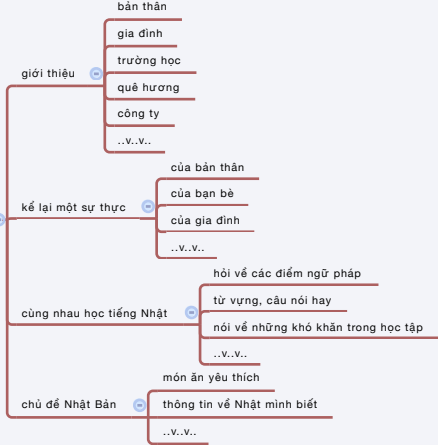 giới thiệu
bản thân
gia đình
trường học
quê hương
công ty
..v.v..
kể lại một sự thực
của bản thân
của bạn bè
của gia đình
..v.v..
cùng nhau học tiếng Nhật
hỏi về các điểm ngữ pháp
từ vựng, câu nói hay
nói về những khó khăn trong học tập
..v.v..
chủ đề Nhật Bản
món ăn yêu thích
thông tin về Nhật mình biết
..v.v..